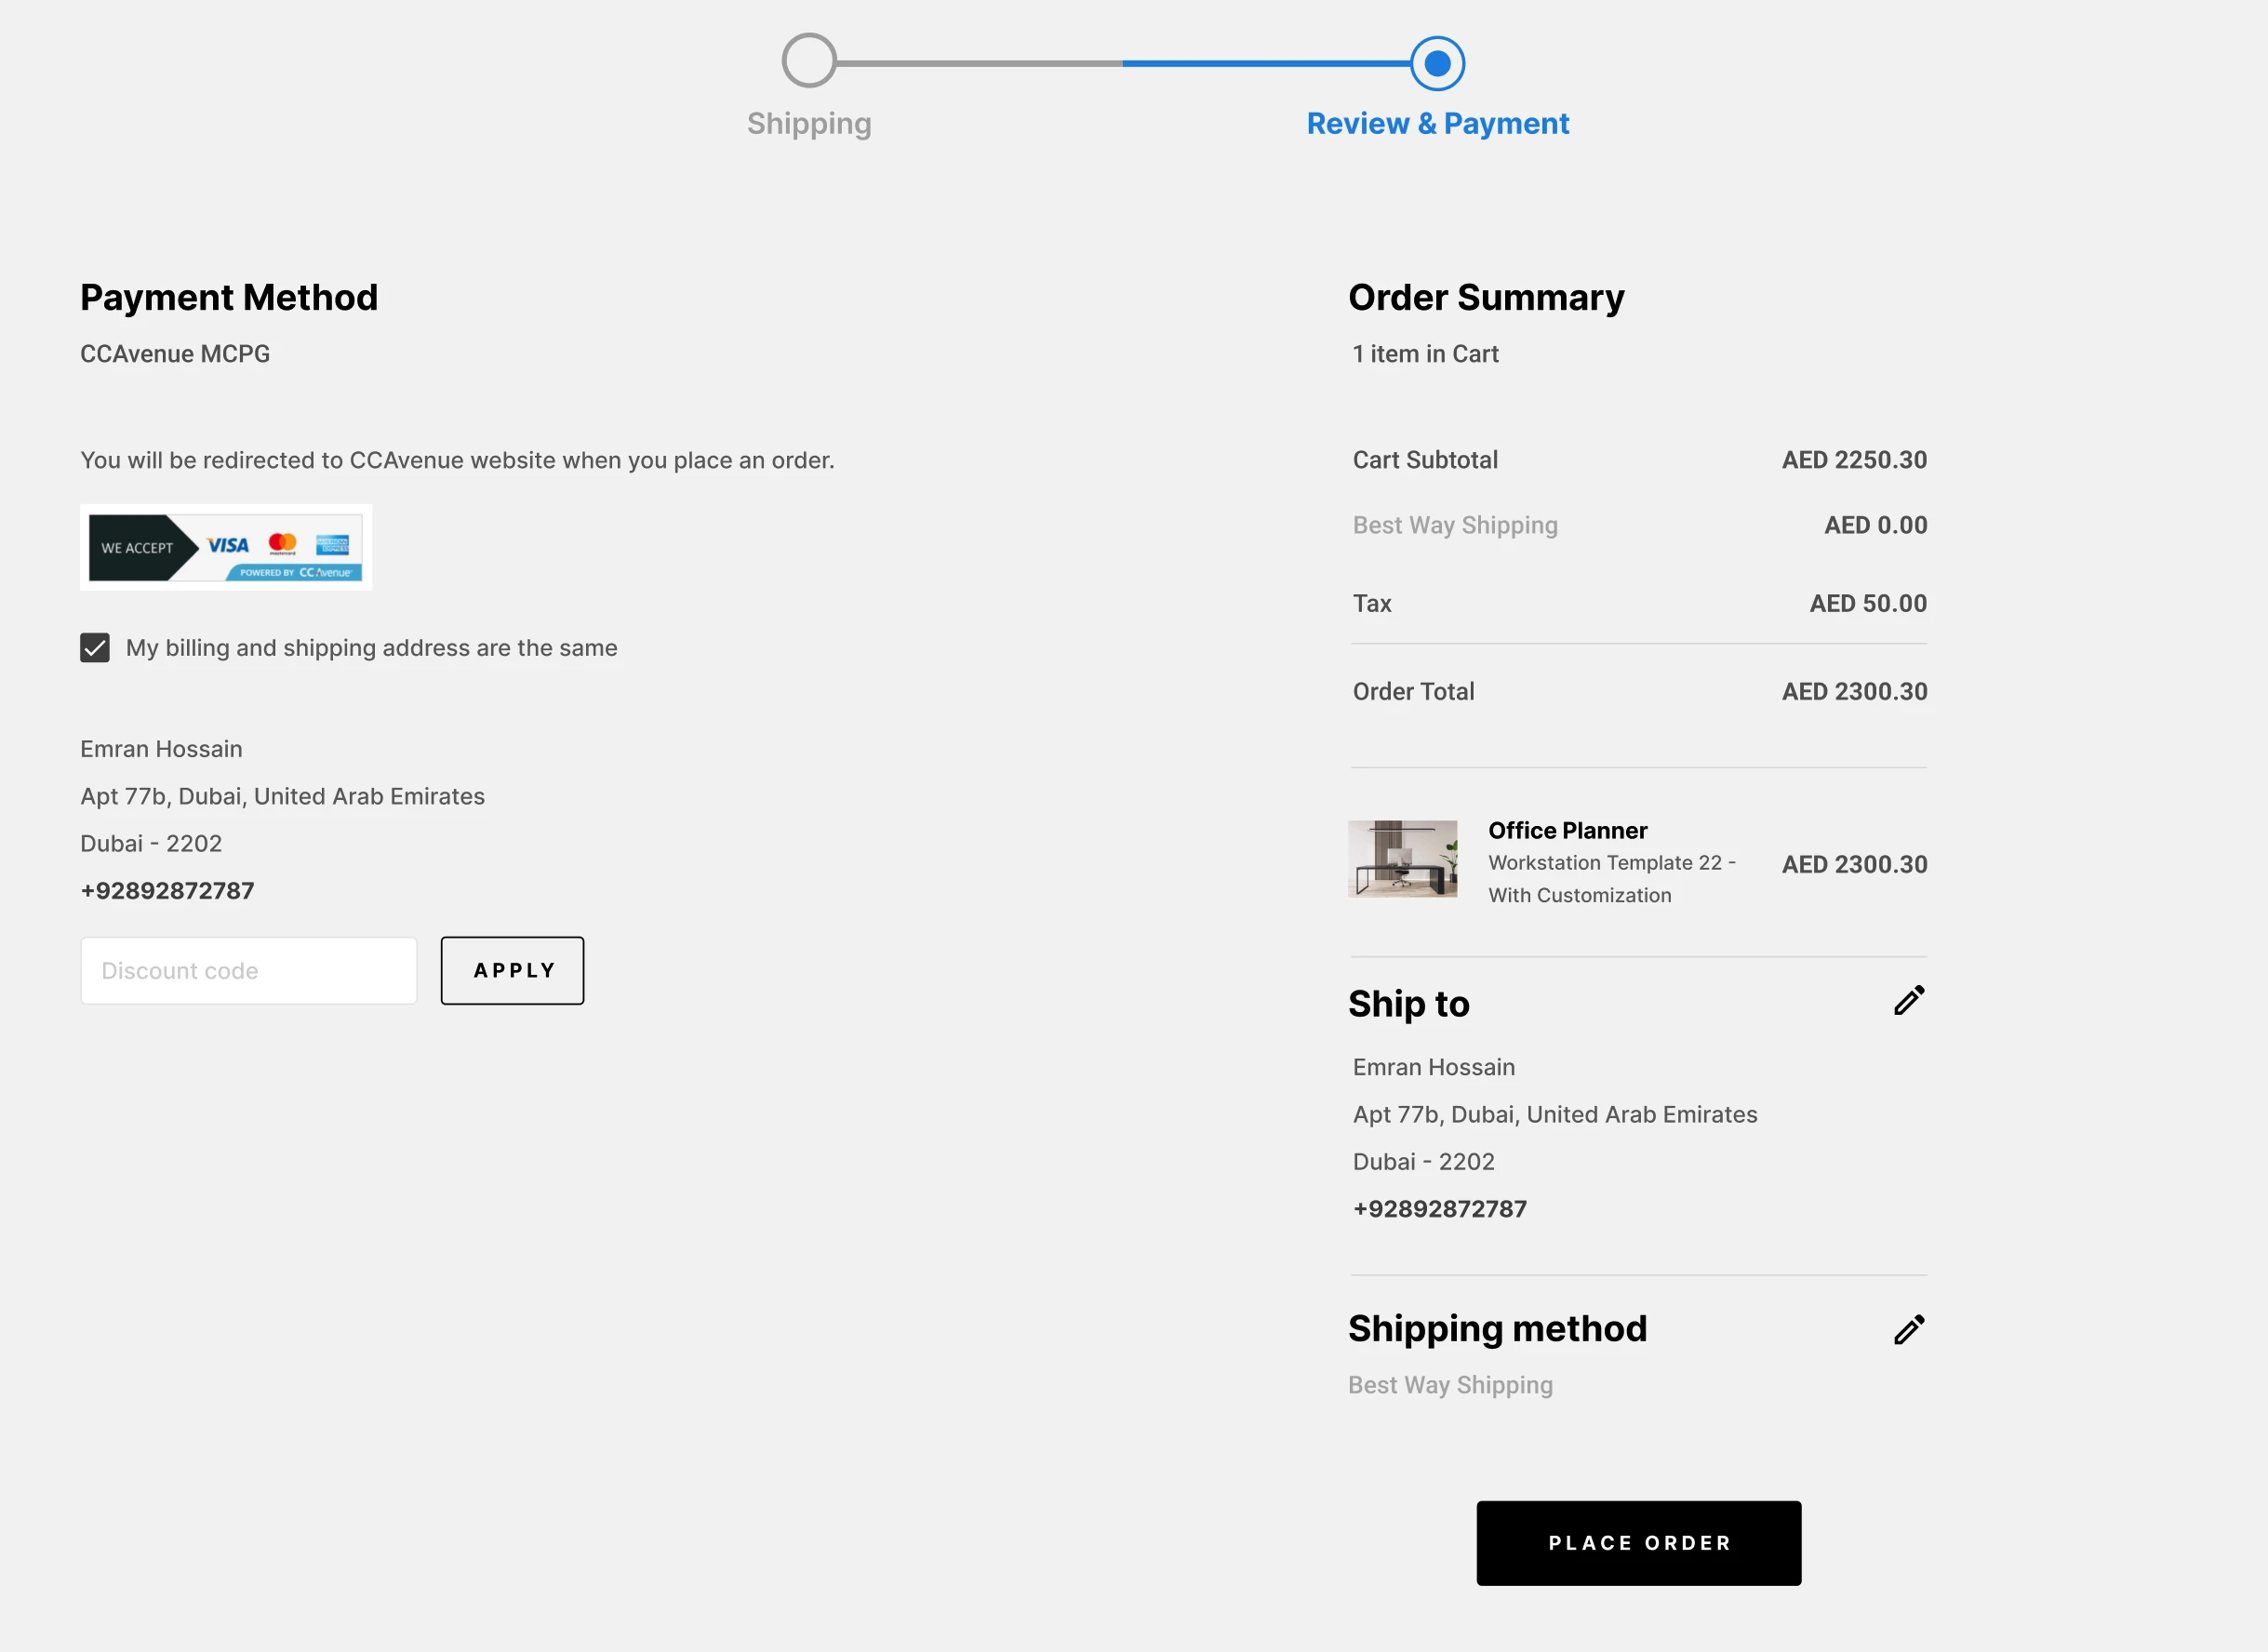 Shipping
Review & Payment
Payment Method
CCAvenue MCPG
You will be redirected to CCAvenue website when you place an order.
WE ACCEPT
VISA
mastercard
AMERICAN EXPRESS
POWERED BY CCAvenue
My billing and shipping address are the same
Emran Hossain
Apt 77b, Dubai, United Arab Emirates
Dubai - 2202
+92892872787
Discount code
APPLY
Order Summary
1 item in Cart
Cart Subtotal AED 2250.30
Best Way Shipping AED 0.00
Tax AED 50.00
Order Total AED 2300.30
Office Planner
Workstation Template 22 -
With Customization
AED 2300.30
Ship to
Emran Hossain
Apt 77b, Dubai, United Arab Emirates
Dubai - 2202
+92892872787
Shipping method
Best Way Shipping
PLACE ORDER